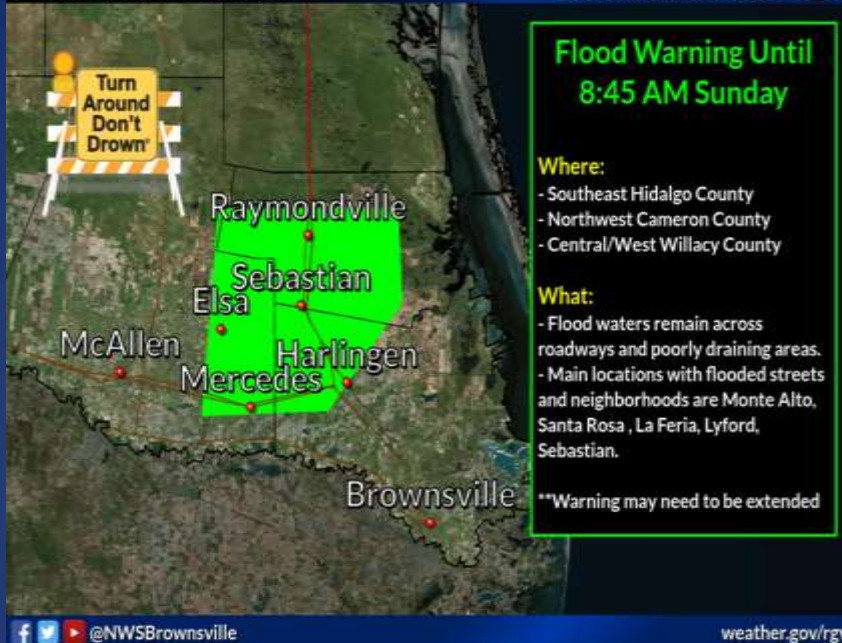 Turn
Around
Don't
Drown
Raymondville
Sebastian
Elsa
McAllen
Harlingen
Mercedes
Brownsville
Flood Warning Until
8:45 AM Sunday
Where:
- Southeast Hidalgo County
- Northwest Cameron County
- Central/West Willacy County
What:
- Flood waters remain across
roadways and poorly draining areas.
- Main locations with flooded streets
and neighborhoods are Monte Alto,
Santa Rosa , La Feria, Lyford,
Sebastian.
**Warning may need to be extended
@NWSBrownsville
weather.gov/rgv